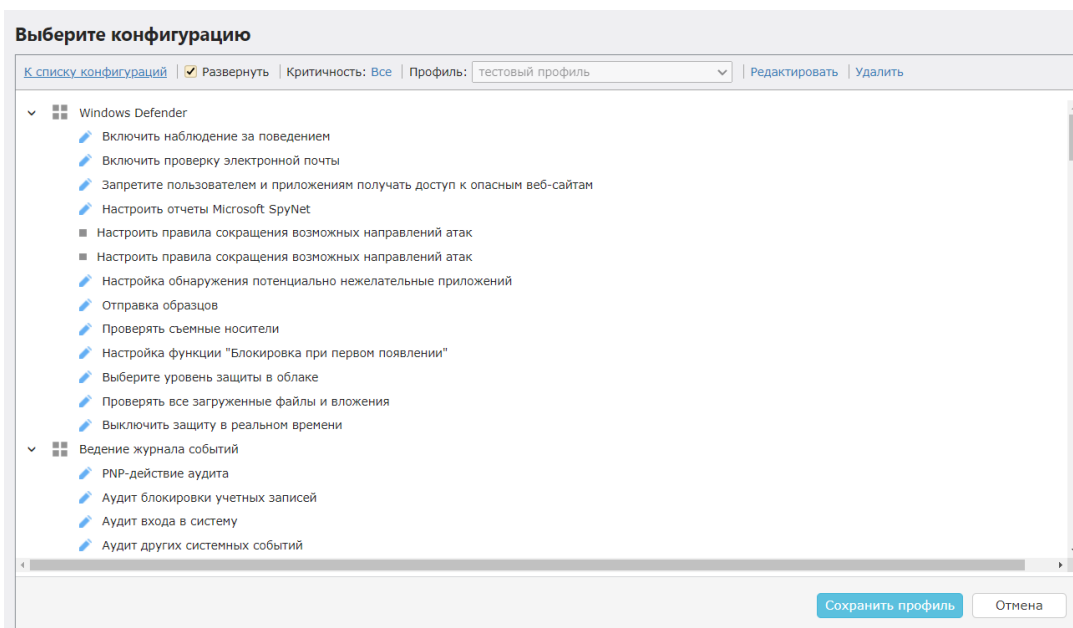 Выберите конфигурацию
К списку конфигураций Развернуть Критичность: Все Профиль: тестовый профиль Редактировать Удалить
Windows Defender
Включить наблюдение за поведением
Включить проверку электронной почты
Запретите пользователем и приложениям получать доступ к опасным веб-сайтам
Настроить отчеты Microsoft SpyNet
Настроить правила сокращения возможных направлений атак
Настроить правила сокращения возможных направлений атак
Настройка обнаружения потенциально нежелательные приложений
Отправка образцов
Проверять съемные носители
Настройка функции "Блокировка при первом появлении"
Выберите уровень защиты в облаке
Проверять все загруженные файлы и вложения
Выключить защиту в реальном времени
Ведение журнала событий
PNP-действие аудита
Аудит блокировки учетных записей
Аудит входа в систему
Аудит других системных событий
Сохранить профиль Отмена